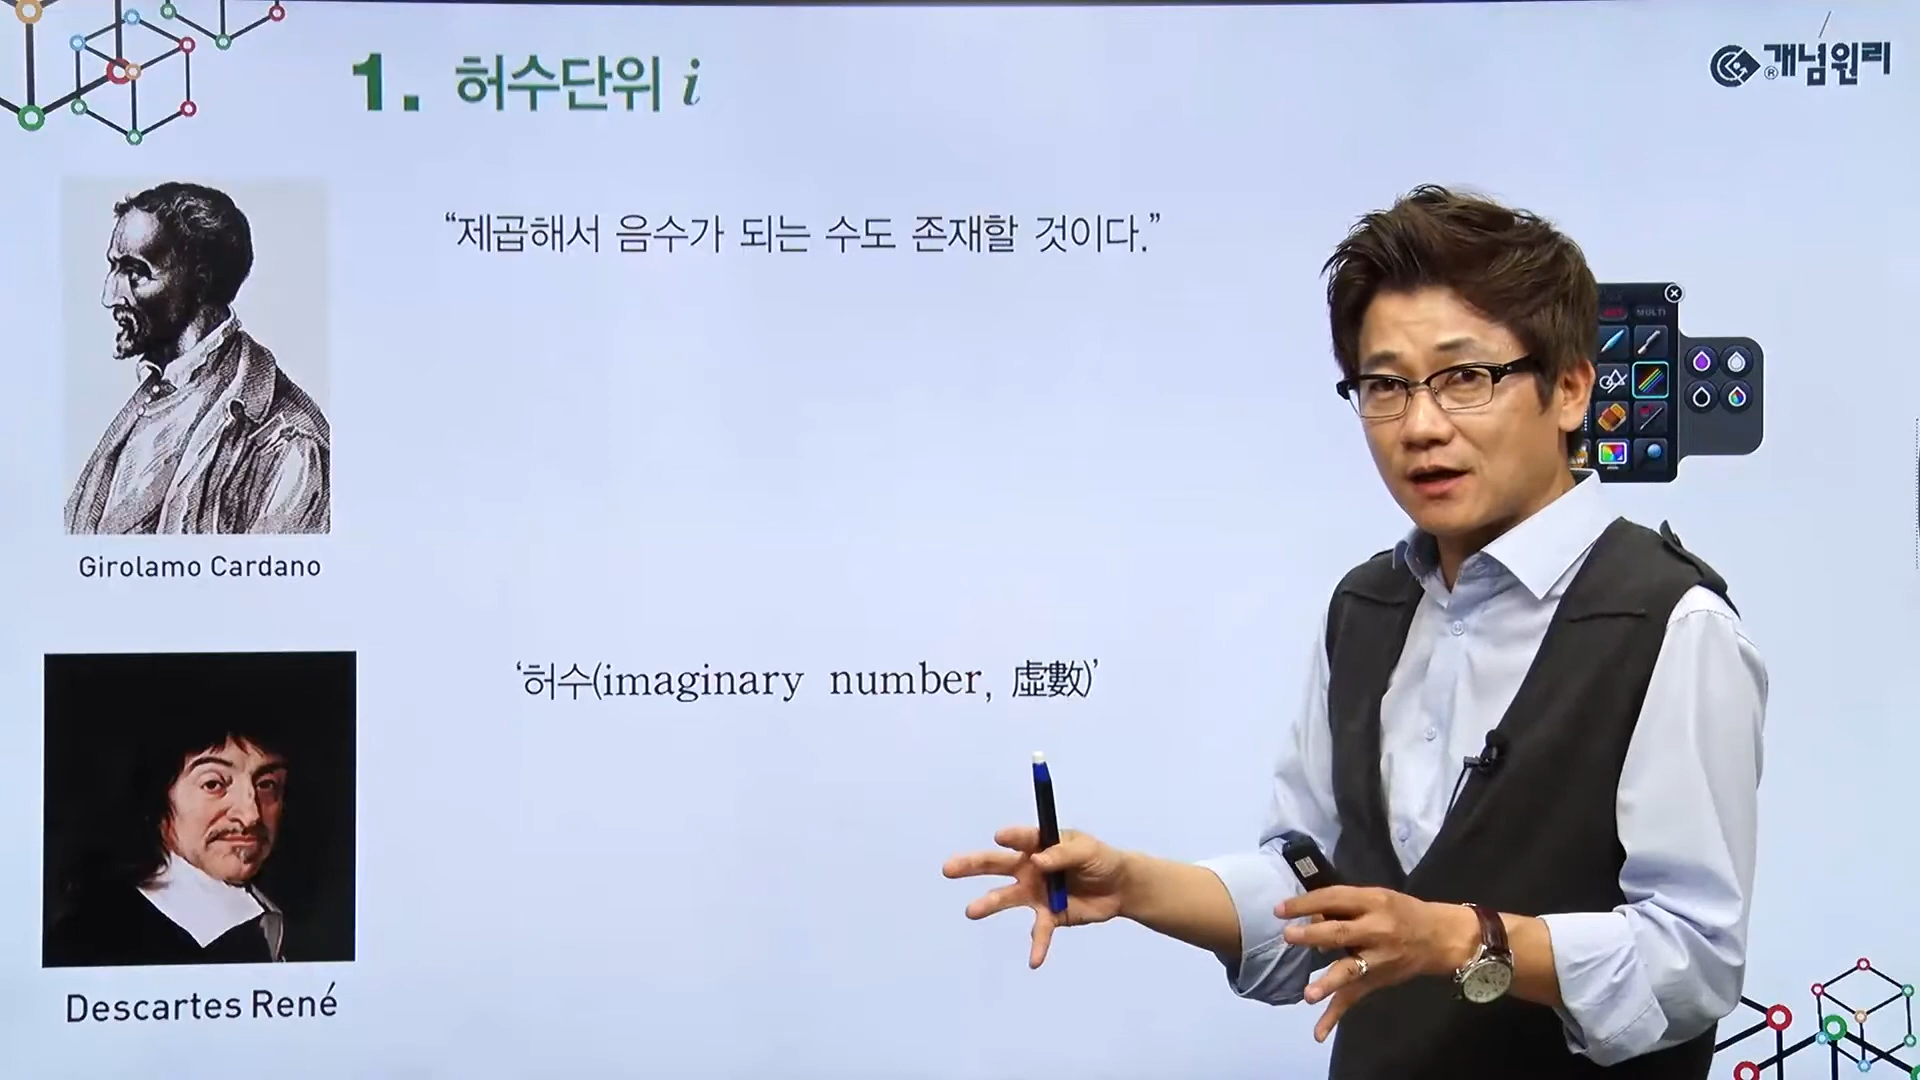 1. 허수단위 i
® 개념원리
“제곱해서 음수가 되는 수도 존재할 것이다.”
MULTI
Girolamo Cardano
‘허수(imaginary number, 虛數)’
Descartes René